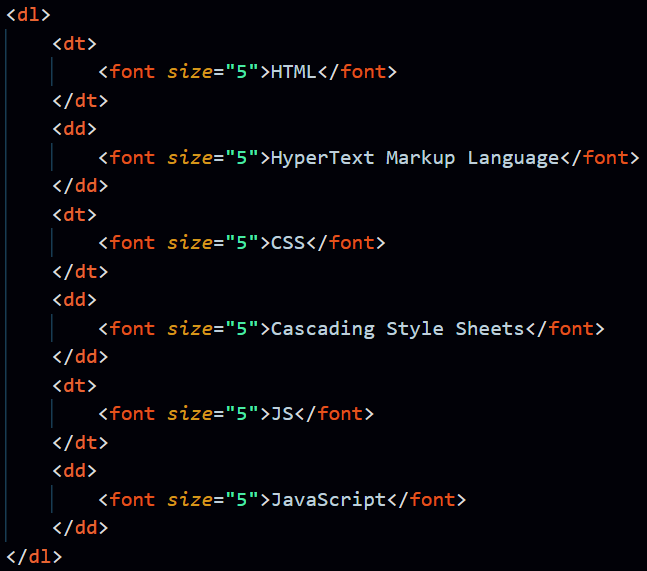 <dl>
    <dt>
        <font size="5">HTML</font>
    </dt>
    <dd>
        <font size="5">HyperText Markup Language</font>
    </dd>
    <dt>
        <font size="5">CSS</font>
    </dt>
    <dd>
        <font size="5">Cascading Style Sheets</font>
    </dd>
    <dt>
        <font size="5">JS</font>
    </dt>
    <dd>
        <font size="5">JavaScript</font>
    </dd>
</dl>